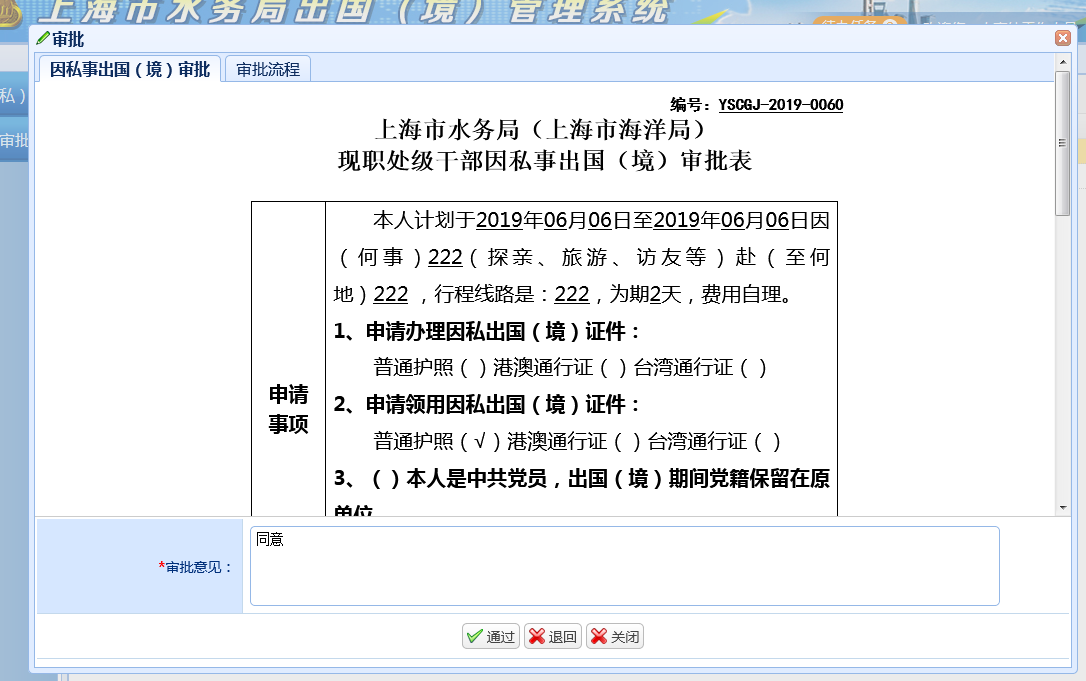 上海市水务局出国（境）管理系统
审批
因私事出国（境）审批 审批流程
私）
审批
编号：YSCGJ-2019-0060
上海市水务局（上海市海洋局）
现职处级干部因私事出国（境）审批表
本人计划于2019年06月06日至2019年06月06日因
（何事）222（探亲、旅游、访友等）赴（至何
地）222 ，行程线路是：222，为期2天，费用自理。
1、申请办理因私出国（境）证件：
普通护照（ ）港澳通行证（ ）台湾通行证（ ）
申请
事项
2、申请领用因私出国（境）证件：
普通护照（√）港澳通行证（ ）台湾通行证（ ）
3、（ ）本人是中共党员，出国（境）期间党籍保留在原
单位
*审批意见：
同意
通过 退回 关闭